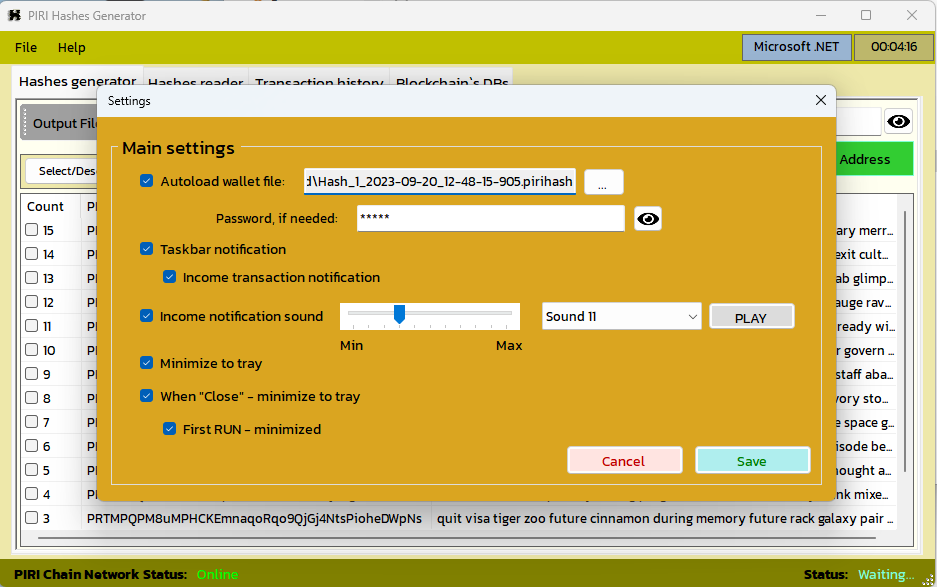 PIRI Hashes Generator
File Help Microsoft .NET 00:04:16
Hashes generator Hashes reader Transaction history Blockchain`s DBs
Settings
Output File
Address
Main settings
Select/Des
Autoload wallet file: d\Hash_1_2023-09-20_12-48-15-905.pirihash ...
Count
Password, if needed: *****
15 ary merr...
Taskbar notification
14 exit cult...
Income transaction notification
13 ab glimp...
12 auge rav...
Income notification sound Sound 11 PLAY
11 ready wi...
Min Max
10 r govern ...
Minimize to tray
9 staff aba...
When "Close" - minimize to tray
8 vory sto...
7 e space g...
First RUN - minimized
6 isode be...
Cancel Save
5 nought a...
4 nk mixe...
3 PRTMPQPM8uMPHCKEmnaqoRqo9QjGj4NtsPioheDWpNs quit visa tiger zoo future cinnamon during memory future rack galaxy pair ...
PIRI Chain Network Status: Online Status: Waiting...